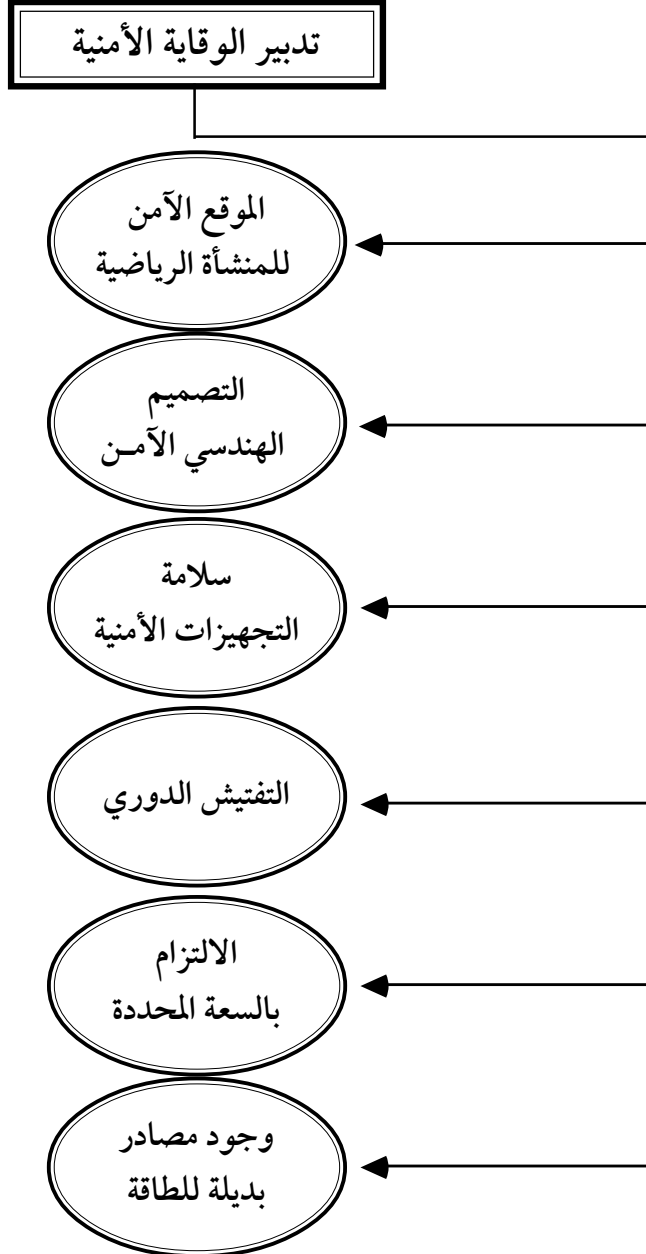 تدبير الوقاية الأمنية
الموقع الآمن
للمنشأة الرياضية
التصميم
الهندسي الآمـن
سلامة
التجهيزات الأمنية
التفتيش الدوري
الالتزام
بالسعة المحددة
وجود مصادر
بديلة للطاقة